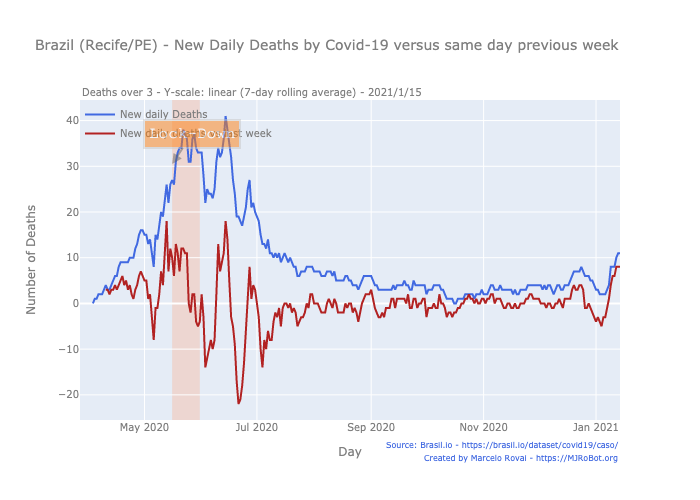 Brazil (Recife/PE) - New Daily Deaths by Covid-19 versus same day previous week
Deaths over 3 - Y-scale: linear (7-day rolling average) - 2021/1/15
New daily Deaths
New daily last week
40
30
20
10
0
−10
−20
Number of Deaths
May 2020
Jul 2020
Sep 2020
Nov 2020
Jan 2021
Day
Source: Brasil.io - https://brasil.io/dataset/covid19/caso/
Created by Marcelo Rovai - https://MJRoBot.org